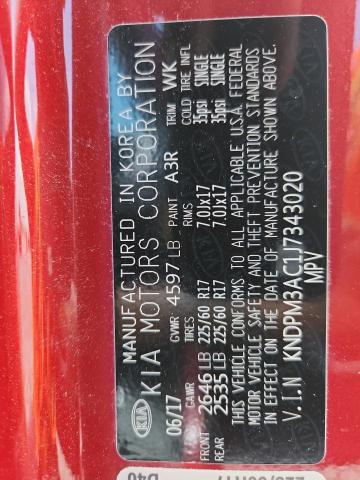 KIA
MANUFACTURED IN KOREA BY
KIA MOTORS CORPORATION
06/17 GVWR 4597 LB PAINT A3R TRIM WK
GAWR TIRES RIMS COLD TIRE INFL
FRONT 2646 LB 225/60 R17 7.0Jx17 35psi SINGLE
REAR 2535 LB 225/60 R17 7.0Jx17 35psi SINGLE
THIS VEHICLE CONFORMS TO ALL APPLICABLE U.S.A. FEDERAL
MOTOR VEHICLE SAFETY AND THEFT PREVENTION STANDARDS
IN EFFECT ON THE DATE OF MANUFACTURE SHOWN ABOVE.
V.I.N KNDPM3AC1J7343020
MPV
D40